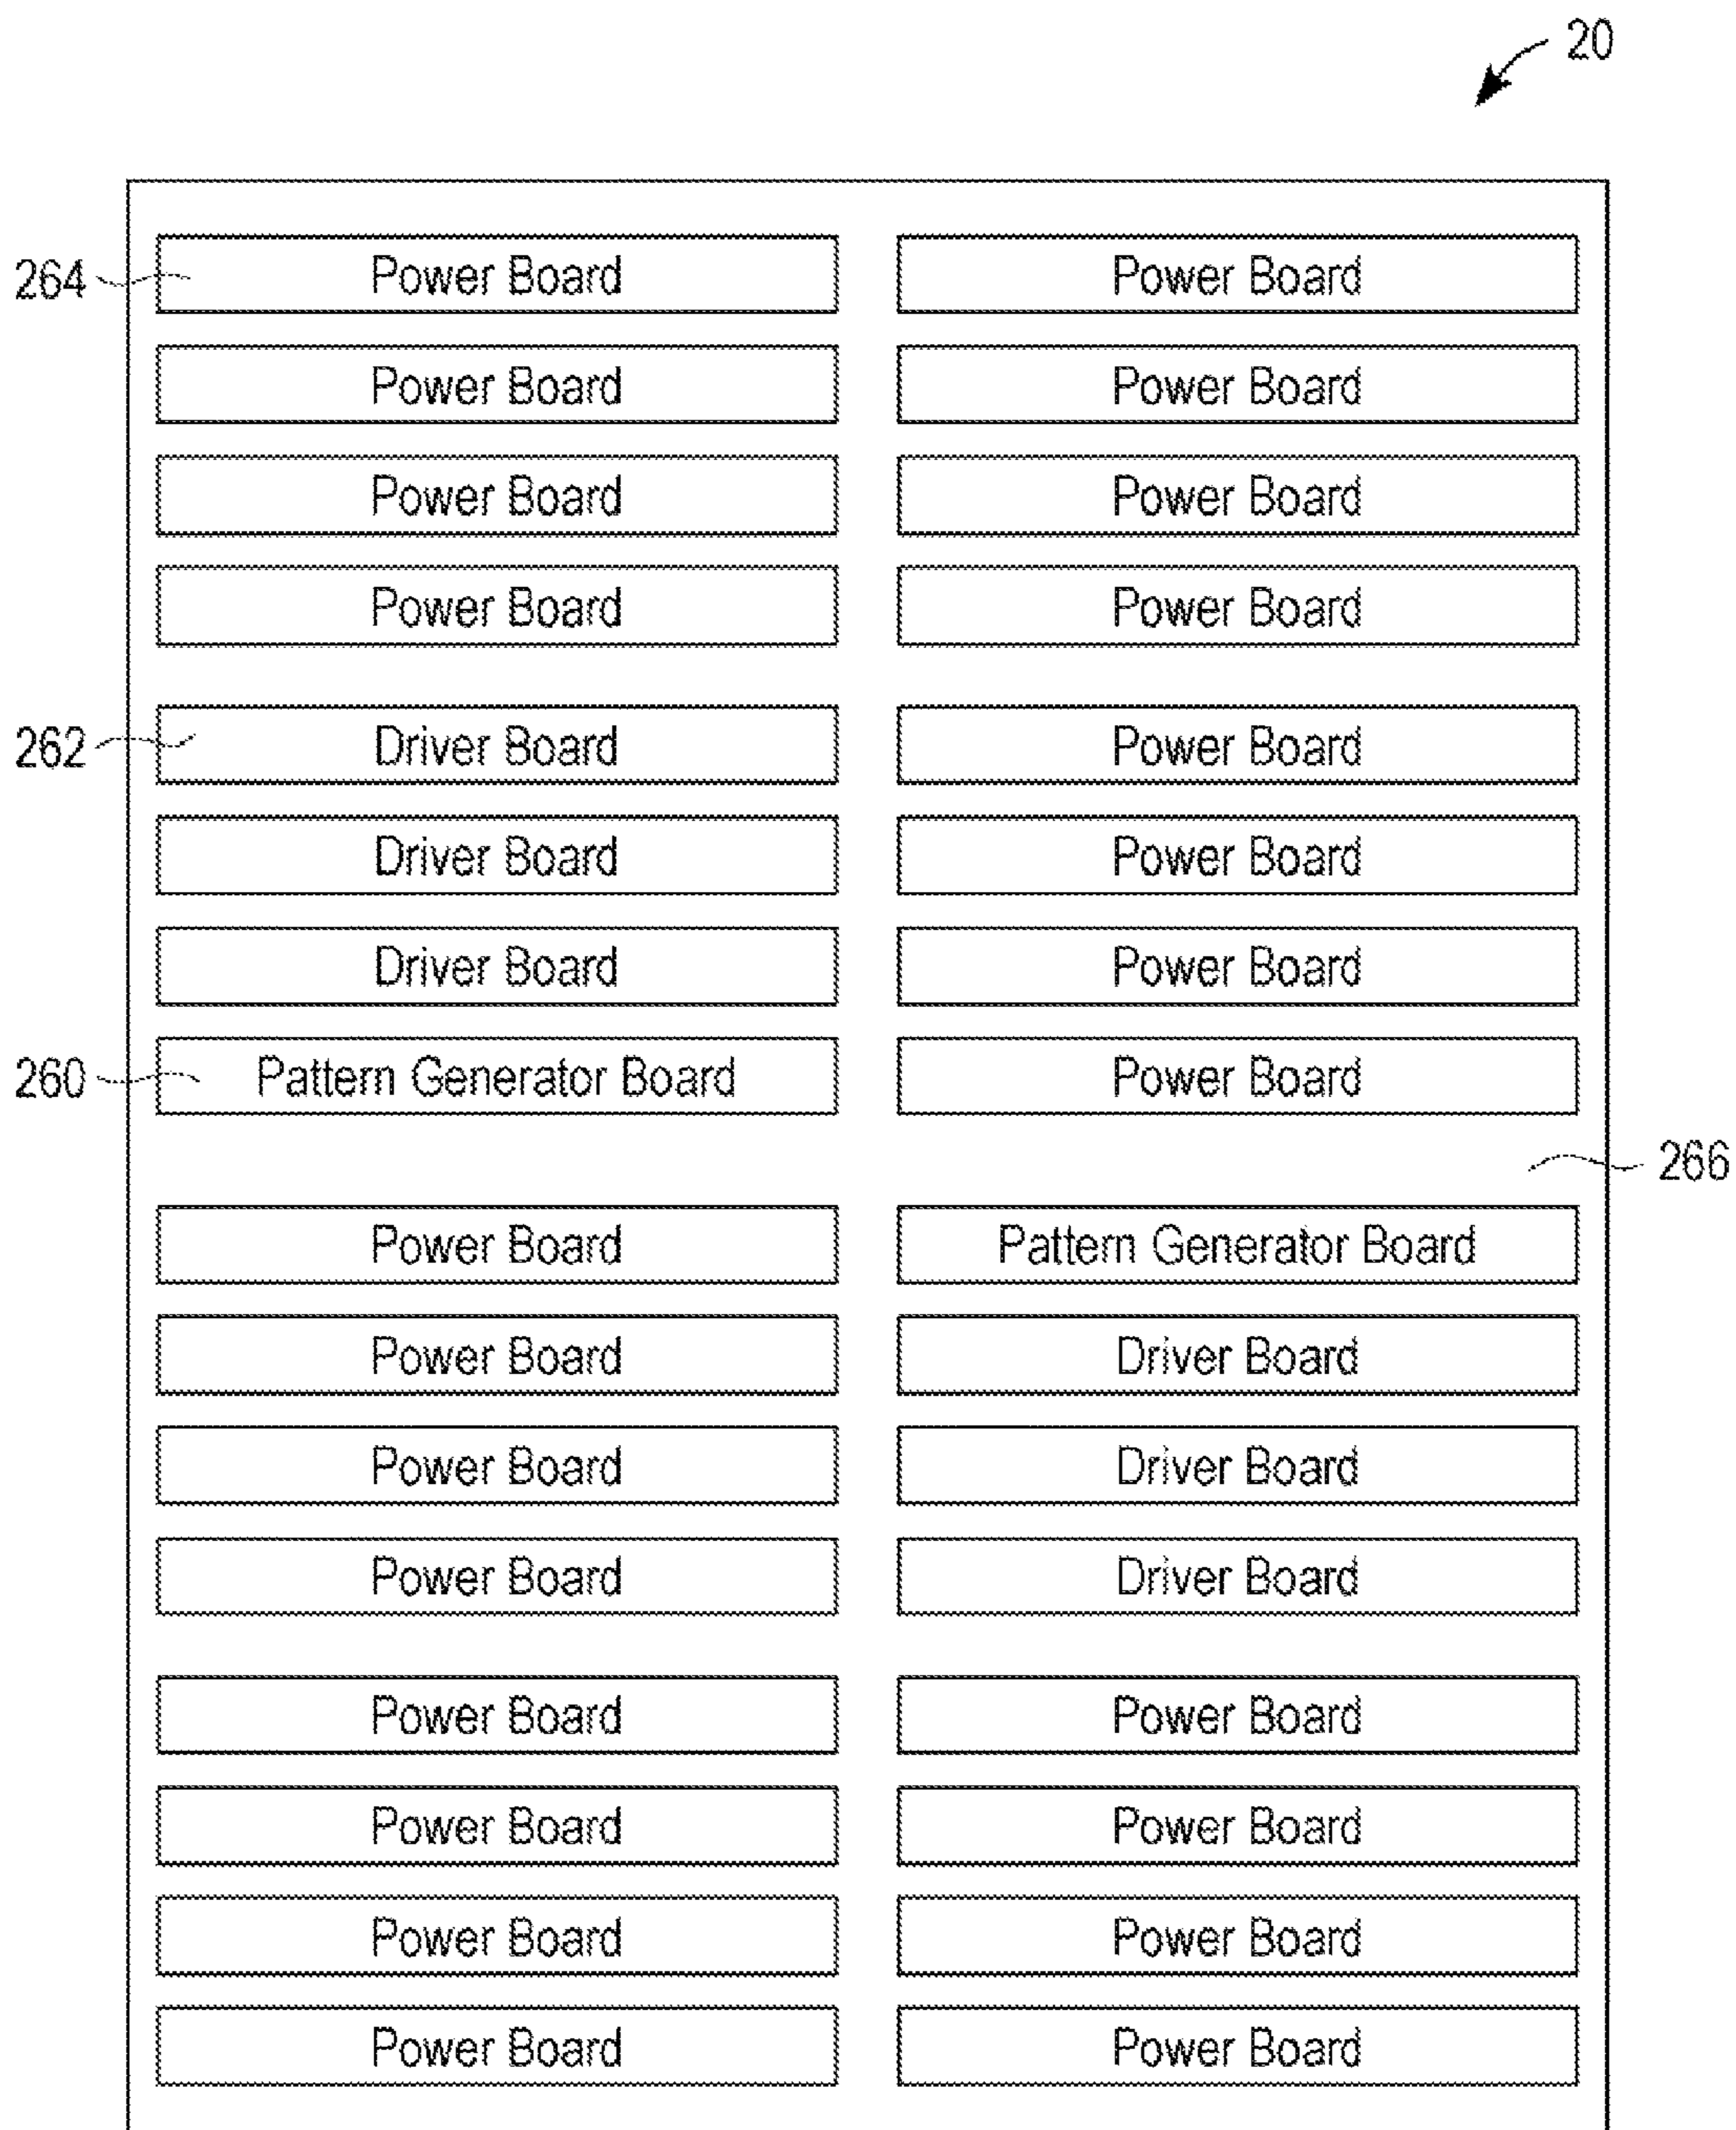 20
264 Power Board Power Board
Power Board Power Board
Power Board Power Board
Power Board Power Board
262 Driver Board Power Board
Driver Board Power Board
Driver Board Power Board
260 Pattern Generator Board Power Board
266
Power Board Pattern Generator Board
Power Board Driver Board
Power Board Driver Board
Power Board Driver Board
Power Board Power Board
Power Board Power Board
Power Board Power Board
Power Board Power Board